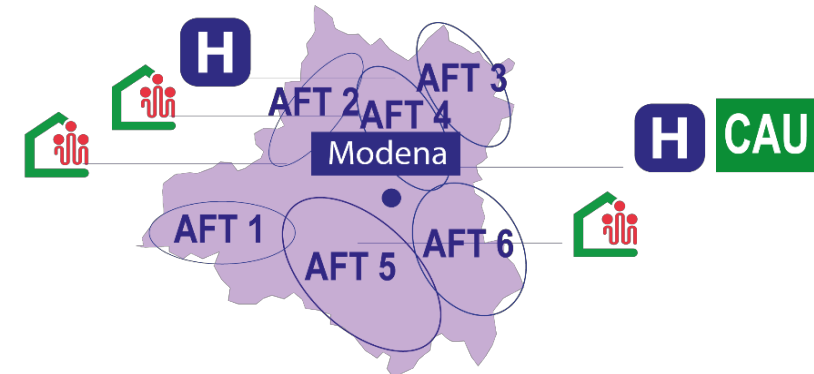 H
AFT 3
AFT 2
AFT 4
H
CAU
Modena
AFT 1
AFT 6
AFT 5